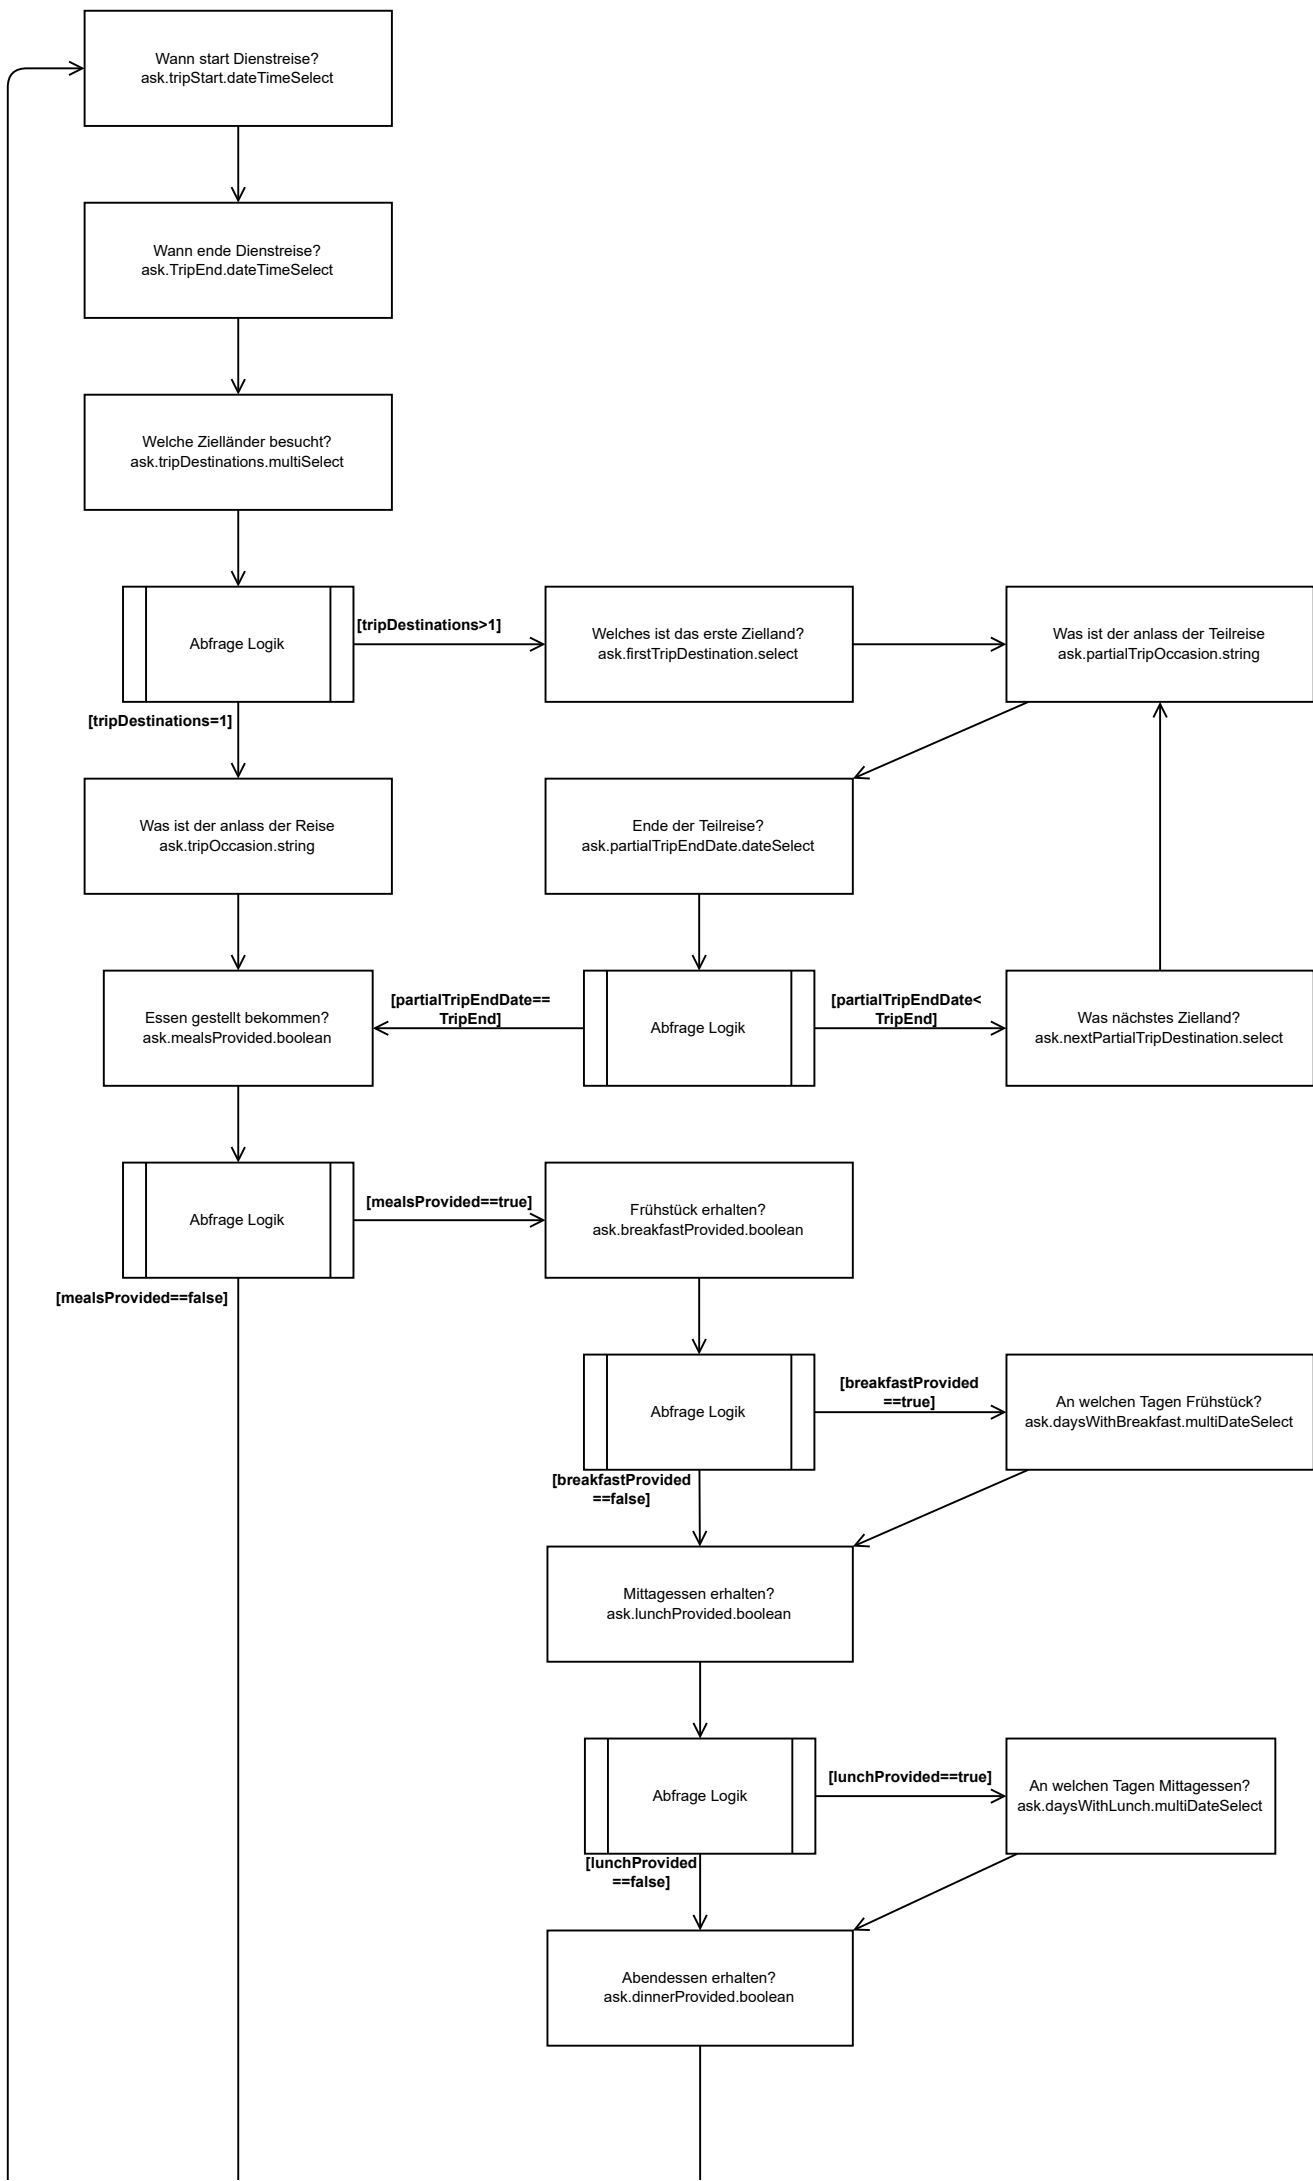 Wann start Dienstreise?
ask.tripStart.dateTimeSelect
Wann ende Dienstreise?
ask.TripEnd.dateTimeSelect
Welche Zielländer besucht?
ask.tripDestinations.multiSelect
Abfrage Logik
[tripDestinations>1]
Welches ist das erste Zielland?
ask.firstTripDestination.select
Was ist der anlass der Teilreise
ask.partialTripOccasion.string
[tripDestinations=1]
Was ist der anlass der Reise
ask.tripOccasion.string
Ende der Teilreise?
ask.partialTripEndDate.dateSelect
Essen gestellt bekommen?
ask.mealsProvided.boolean
[partialTripEndDate==
TripEnd]
Abfrage Logik
[partialTripEndDate<
TripEnd]
Was nächstes Zielland?
ask.nextPartialTripDestination.select
Abfrage Logik
[mealsProvided==true]
Frühstück erhalten?
ask.breakfastProvided.boolean
[mealsProvided==false]
Abfrage Logik
[breakfastProvided
==true]
An welchen Tagen Frühstück?
ask.daysWithBreakfast.multiDateSelect
[breakfastProvided
==false]
Mittagessen erhalten?
ask.lunchProvided.boolean
Abfrage Logik
[lunchProvided==true]
An welchen Tagen Mittagessen?
ask.daysWithLunch.multiDateSelect
[lunchProvided
==false]
Abendessen erhalten?
ask.dinnerProvided.boolean